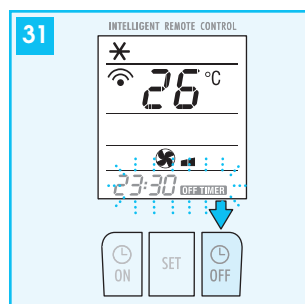 31
INTELLIGENT REMOTE CONTROL
26 °C
23:30 OFF TIMER
ON SET OFF